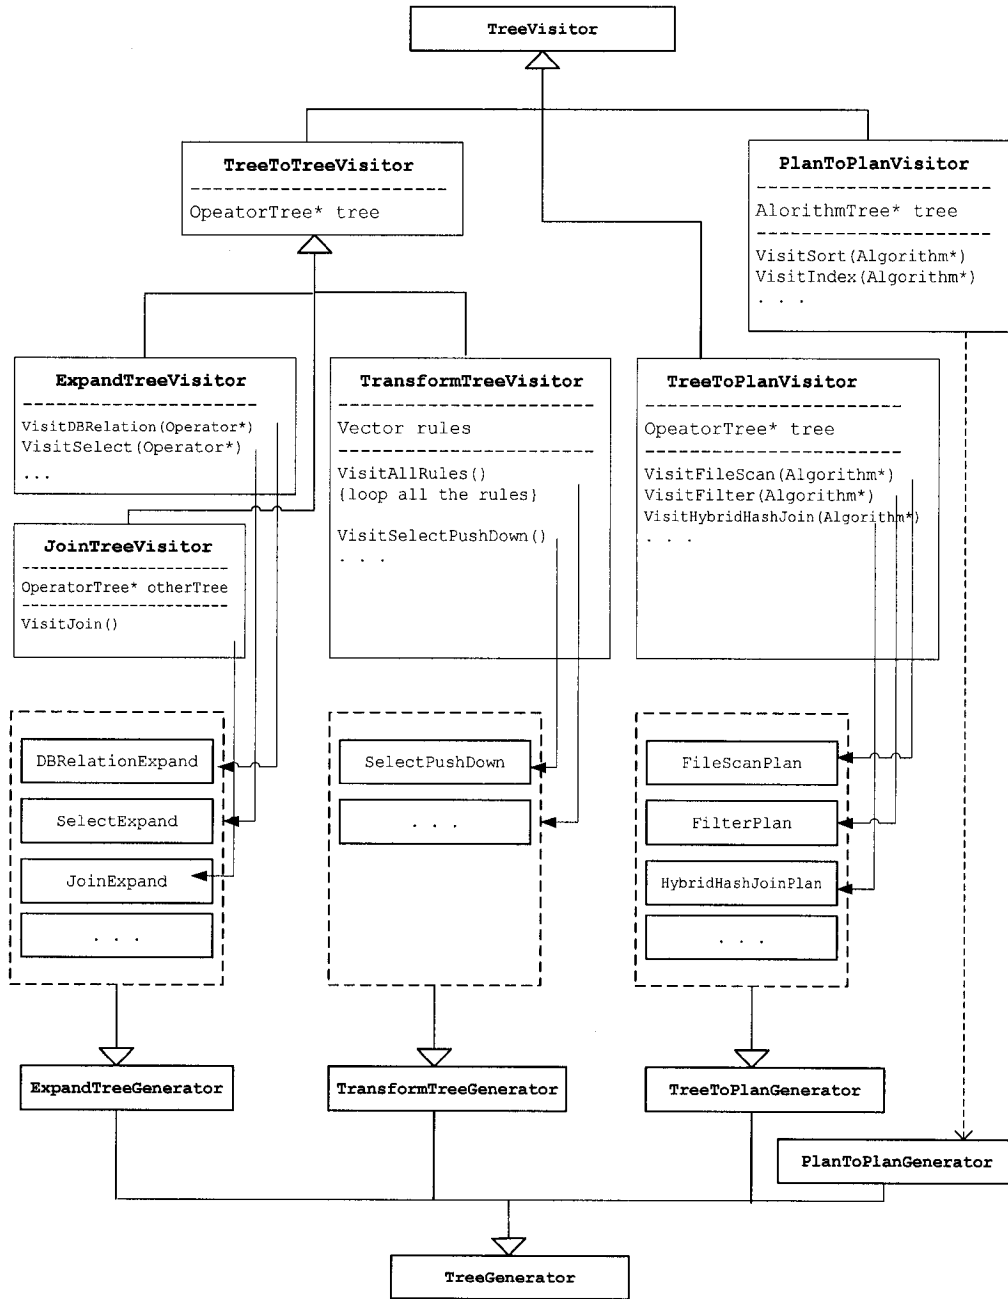 TreeVisitor
TreeToTreeVisitor
OpeatorTree* tree
PlanToPlanVisitor
AlorithmTree* tree
VisitSort(Algorithm*)
VisitIndex(Algorithm*)
. . .
ExpandTreeVisitor
VisitDBRelation(Operator*)
VisitSelect(Operator*)
...
TransformTreeVisitor
Vector rules
VisitAllRules()
{loop all the rules}
VisitSelectPushDown()
. . .
TreeToPlanVisitor
OpeatorTree* tree
VisitFileScan(Algorithm*)
VisitFilter(Algorithm*)
VisitHybridHashJoin(Algorithm*)
. . .
JoinTreeVisitor
OperatorTree* otherTree
VisitJoin()
DBRelationExpand
SelectExpand
JoinExpand
. . .
SelectPushDown
. . .
FileScanPlan
FilterPlan
HybridHashJoinPlan
. . .
ExpandTreeGenerator
TransformTreeGenerator
TreeToPlanGenerator
PlanToPlanGenerator
TreeGenerator